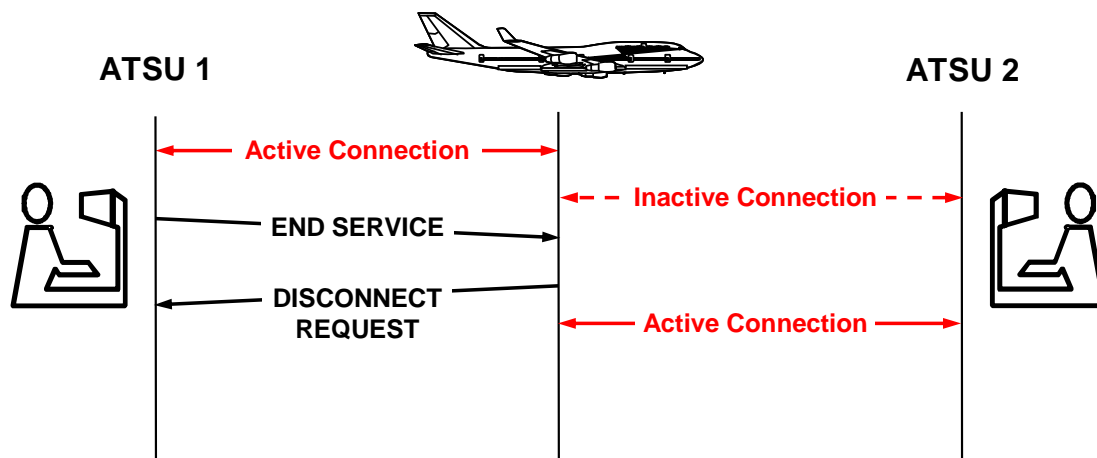 ATSU 1
ATSU 2
Active Connection
Inactive Connection
END SERVICE
DISCONNECT
REQUEST
Active Connection